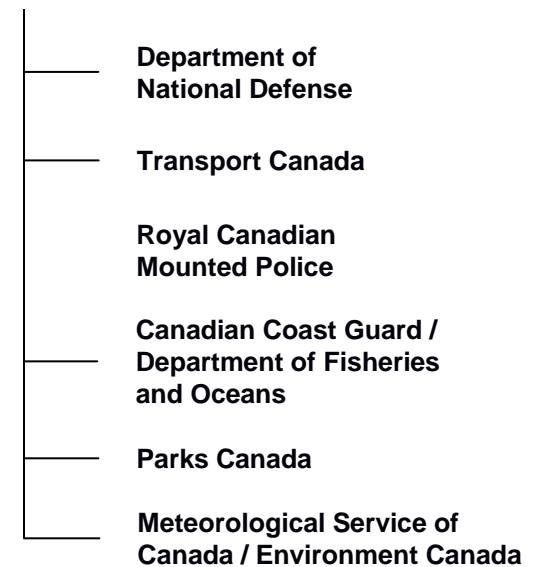 Department of
National Defense
Transport Canada
Royal Canadian
Mounted Police
Canadian Coast Guard /
Department of Fisheries
and Oceans
Parks Canada
Meteorological Service of
Canada / Environment Canada